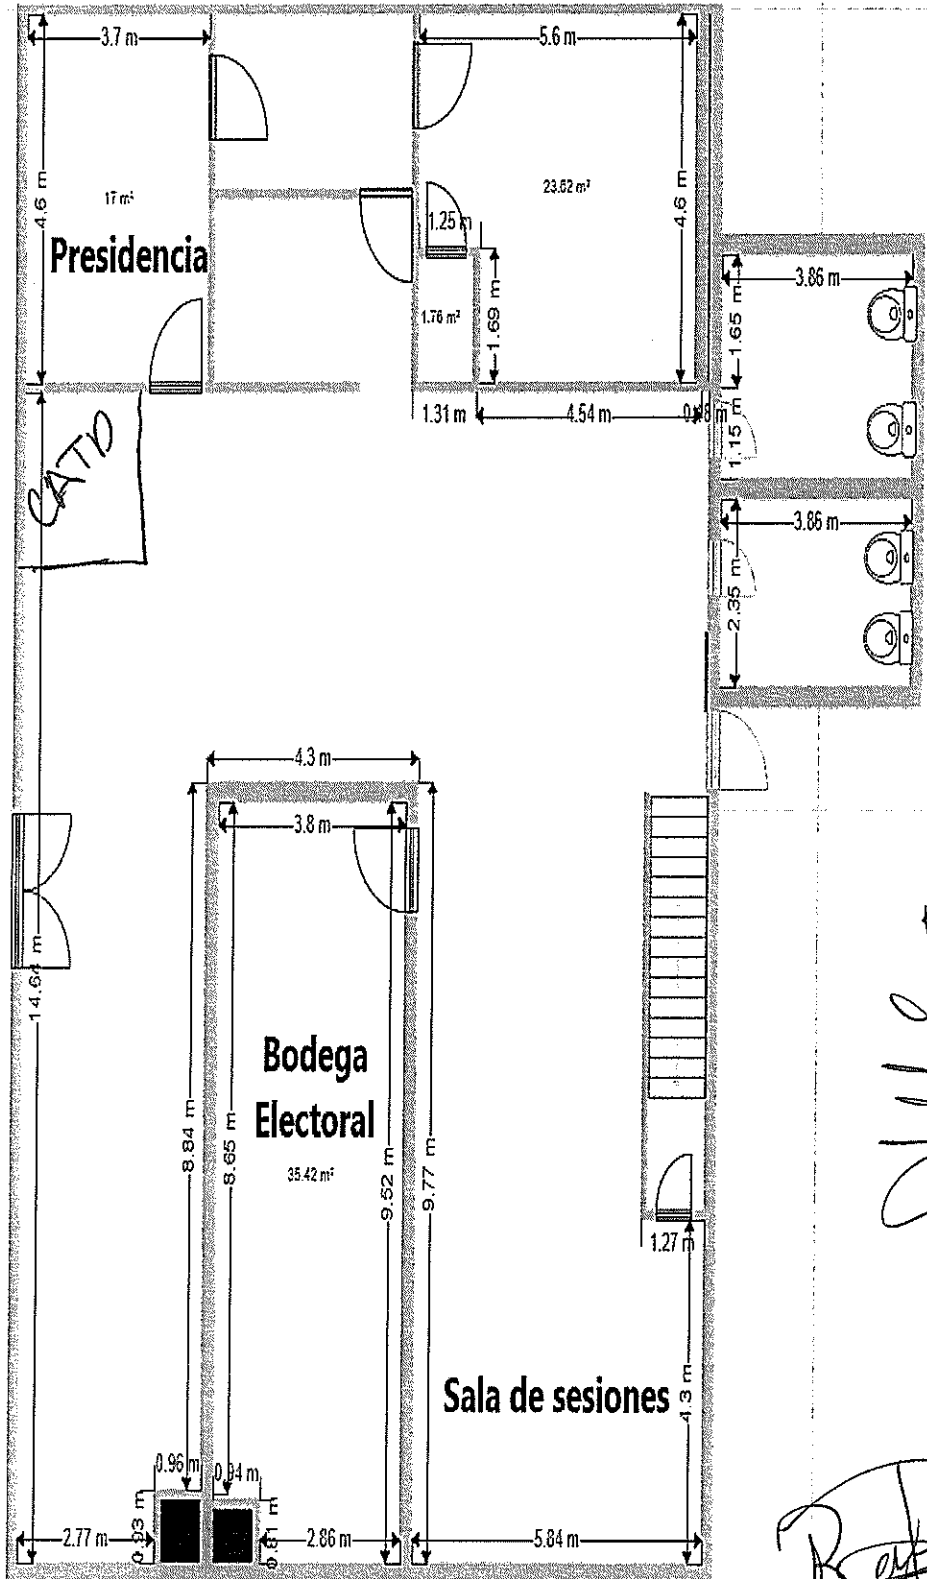 3.7 m
5.6 m
4.6 m
17 m²
23.62 m²
4.6 m
Presidencia
1.25 m
1.76 m²
1.69 m
3.86 m
1.65 m
1.31 m
4.54 m
1.15 m
CATD
3.86 m
2.35 m
4.3 m
3.8 m
14.64 m
Bodega
Electoral
35.42 m²
8.84 m
8.65 m
9.52 m
9.77 m
1.27 m
Sala de sesiones
4.3 m
0.96 m
0.94 m
0.93 m
0.81 m
2.77 m
2.86 m
5.84 m